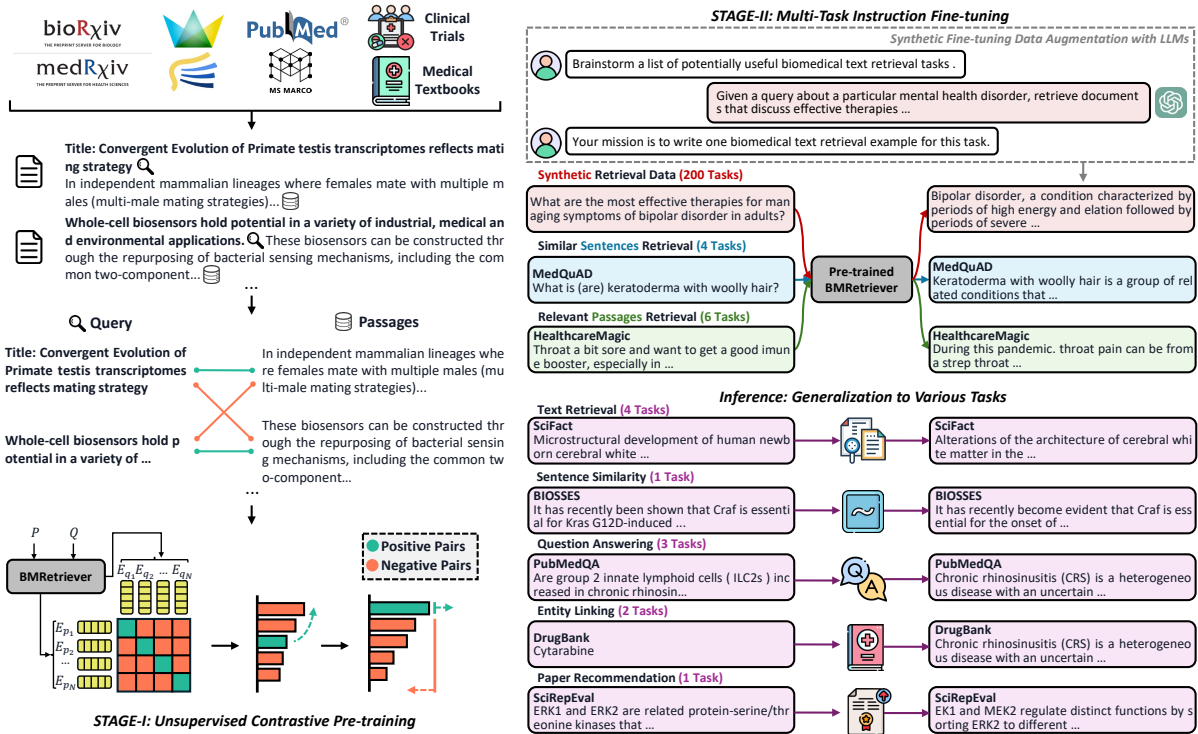 bioRχiv
THE PREPRINT SERVER FOR BIOLOGY
medRχiv
THE PREPRINT SERVER FOR HEALTH SCIENCES
PubMed®
MS MARCO
Clinical
Trials
Medical
Textbooks
Title: Convergent Evolution of Primate testis transcriptomes reflects mati
ng strategy
In independent mammalian lineages where females mate with multiple m
ales (multi-male mating strategies)...
Whole-cell biosensors hold potential in a variety of industrial, medical an
d environmental applications. These biosensors can be constructed thr
ough the repurposing of bacterial sensing mechanisms, including the com
mon two-component...
...
Query
Passages
Title: Convergent Evolution of
Primate testis transcriptomes
reflects mating strategy
In independent mammalian lineages whe
re females mate with multiple males (mu
lti-male mating strategies)...
Whole-cell biosensors hold p
otential in a variety of ...
These biosensors can be constructed thr
ough the repurposing of bacterial sensin
g mechanisms, including the common tw
o-component...
...
P Q
BMRetriever
E_{q_1} E_{q_2} ... E_{q_N}
E_{p_1}
E_{p_2}
...
E_{p_N}
Positive Pairs
Negative Pairs
STAGE-I: Unsupervised Contrastive Pre-training
STAGE-II: Multi-Task Instruction Fine-tuning
Synthetic Fine-tuning Data Augmentation with LLMs
Brainstorm a list of potentially useful biomedical text retrieval tasks .
Given a query about a particular mental health disorder, retrieve document
s that discuss effective therapies ...
Your mission is to write one biomedical text retrieval example for this task.
Synthetic Retrieval Data (200 Tasks)
What are the most effective therapies for man
aging symptoms of bipolar disorder in adults?
Bipolar disorder, a condition characterized by
periods of high energy and elation followed by
periods of severe ...
Similar Sentences Retrieval (4 Tasks)
MedQuAD
What is (are) keratoderma with woolly hair?
Pre-trained
BMRetriever
MedQuAD
Keratoderma with woolly hair is a group of rel
ated conditions that ...
Relevant Passages Retrieval (6 Tasks)
HealthcareMagic
Throat a bit sore and want to get a good imun
e booster, especially in ...
HealthcareMagic
During this pandemic. throat pain can be from
a strep throat ...
Inference: Generalization to Various Tasks
Text Retrieval (4 Tasks)
SciFact
Microstructural development of human newb
orn cerebral white ...
SciFact
Alterations of the architecture of cerebral whi
te matter in the ...
Sentence Similarity (1 Task)
BIOSSES
It has recently been shown that Craf is essenti
al for Kras G12D-induced ...
BIOSSES
It has recently become evident that Craf is ess
ential for the onset of ...
Question Answering (3 Tasks)
PubMedQA
Are group 2 innate lymphoid cells ( ILC2s ) inc
reased in chronic rhinosin...
Q
A
PubMedQA
Chronic rhinosinusitis (CRS) is a heterogeneo
us disease with an uncertain ...
Entity Linking (2 Tasks)
DrugBank
Cytarabine
DrugBank
Chronic rhinosinusitis (CRS) is a heterogeneo
us disease with an uncertain ...
Paper Recommendation (1 Task)
SciRepEval
ERK1 and ERK2 are related protein-serine/thr
eonine kinases that ...
SciRepEval
EK1 and MEK2 regulate distinct functions by s
orting ERK2 to different ...